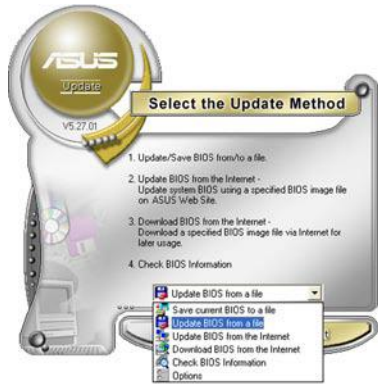 ASUS
Update
V5.27.01
Select the Update Method
1. Update/Save BIOS from/to a file.
2. Update BIOS from the Internet -
Update system BIOS using a specified BIOS image file
on ASUS Web Site.
3. Download BIOS from the Internet -
Download a specified BIOS image file via Internet for
later usage.
4. Check BIOS Information
Update BIOS from a file
Save current BIOS to a file
Update BIOS from a file
Update BIOS from the Internet
Download BIOS from the Internet
Check BIOS Information
Options